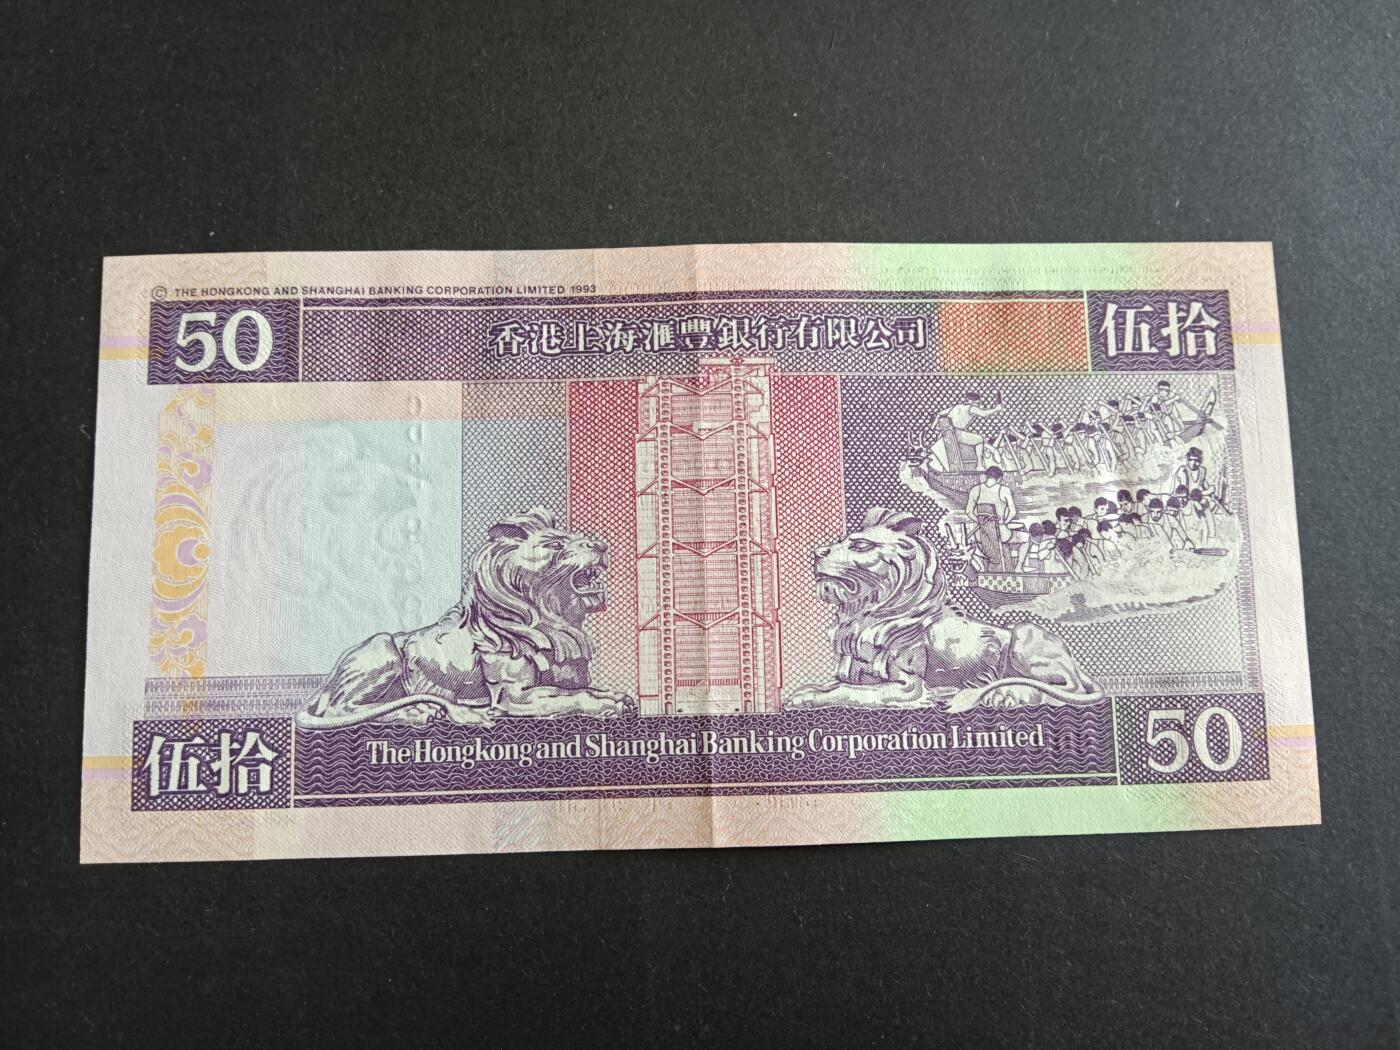 © THE HONGKONG AND SHANGHAI BANKING CORPORATION LIMITED 1993
50
香港上海滙豐銀行有限公司
伍拾
伍拾
The Hongkong and Shanghai Banking Corporation Limited
50